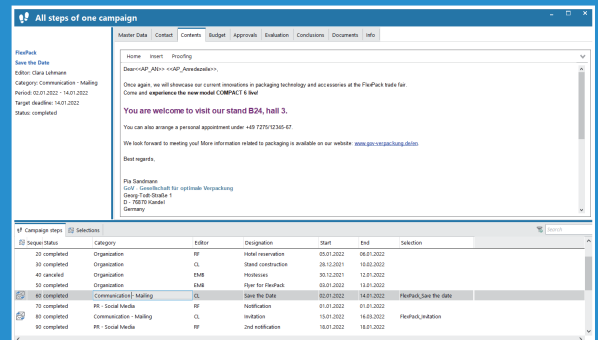 All steps of one campaign
Master Data Contact Contents Budget Approvals Evaluation Conclusions Documents Info
FlexPack
Save the Date
Editor: Clara Lehmann
Category: Communication - Mailing
Period: 02.01.2022 - 14.01.2022
Target deadline: 14.01.2022
Status: completed
Home Insert Proofing
Dear<<AP_AN>> <<AP_Anredezeile>>,
Once again, we will showcase our current innovations in packaging technology and accessories at the FlexPack trade fair.
Come and experience the new model COMPACT 6 live!
You are welcome to visit our stand B24, hall 3.
You can also arrange a personal appointment under +49 7275/12345-67.
We look forward to meeting you! More information related to packaging is available on our website: www.gov-verpackung.de/en.
Best regards,
Pia Sandmann
GoV - Gesellschaft für optimale Verpackung
Georg-Todt-Straße 1
D - 76870 Kandel
Germany
Campaign steps Selections Search
Sequel Status Category Editor Designation Start End Selection
20 completed Organization RF Hotel reservation 05.01.2022 06.01.2022
30 completed Organization CL Stand construction 28.12.2021 10.03.2022
40 canceled Organization EMB Hostesses 30.12.2021 12.01.2022
50 completed Organization EMB Flyer for FlexPack 03.01.2022 13.01.2022
60 completed Communication - Mailing CL Save the Date 02.01.2022 14.01.2022 FlexPack_Save the date
70 completed PR - Social Media RF Notification 01.01.2022 01.01.2022
80 completed Communication - Mailing CL Invitation 15.01.2022 16.03.2022 FlexPack_Invitation
90 completed PR - Social Media RF 2nd notification 18.01.2022 18.01.2022